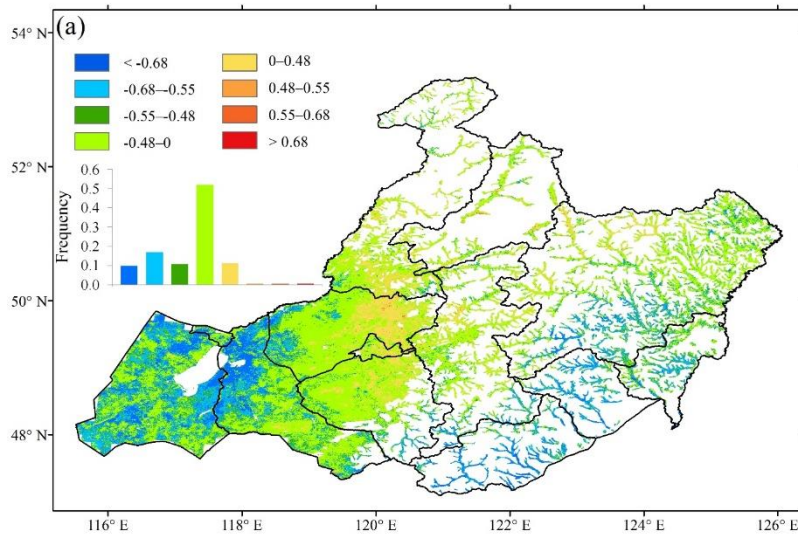 54° N
(a)
< -0.68
0–0.48
-0.68–-0.55
0.48–0.55
-0.55–-0.48
0.55–0.68
-0.48–0
> 0.68
52° N
0.6
0.5
0.4
0.3
0.2
0.1
0.0
Frequency
50° N
48° N
116° E
118° E
120° E
122° E
124° E
126° E